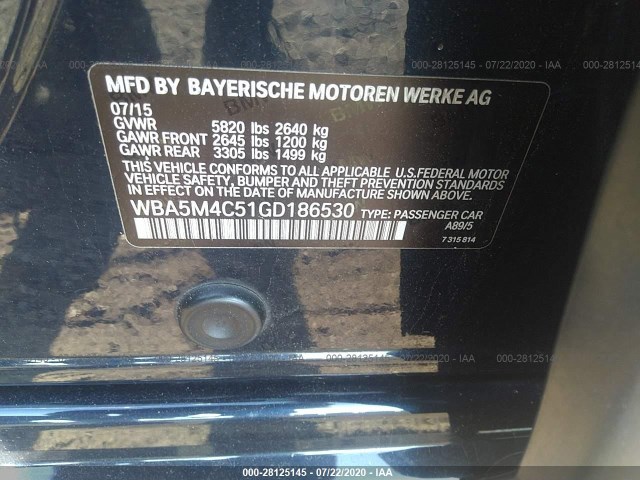 000-28125145 - 07/22/2020 - IAA
000-28125145 - 07/22/2020 - IAA
MFD BY BAYERISCHE MOTOREN WERKE AG
07/15
GVWR 5820 lbs 2640 kg
GAWR FRONT 2645 lbs 1200 kg
GAWR REAR 3305 lbs 1499 kg
THIS VEHICLE CONFORMS TO ALL APPLICABLE U.S.FEDERAL MOTOR
VEHICLE SAFETY, BUMPER AND THEFT PREVENTION STANDARDS
IN EFFECT ON THE DATE OF MANUFACTURE SHOWN ABOVE.
WBA5M4C51GD186530 TYPE: PASSENGER CAR
A89/5
7 315 814
000-28125145 - 07/22/2020 - IAA
000-28125145 - 07/22/2020 - IAA
000-28125145 - 07/22/2020 - IAA